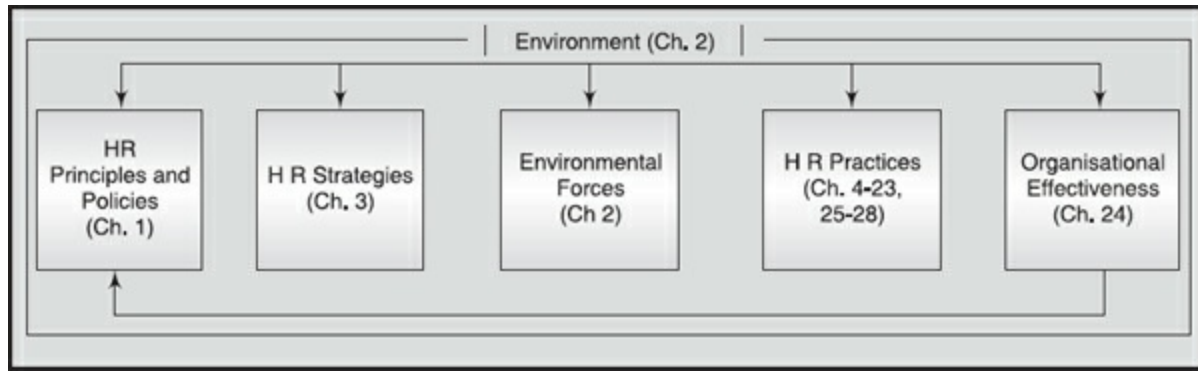 Environment (Ch. 2)
HR
Principles and
Policies
(Ch. 1)
H R Strategies
(Ch. 3)
Environmental
Forces
(Ch 2)
H R Practices
(Ch. 4-23,
25-28)
Organisational
Effectiveness
(Ch. 24)